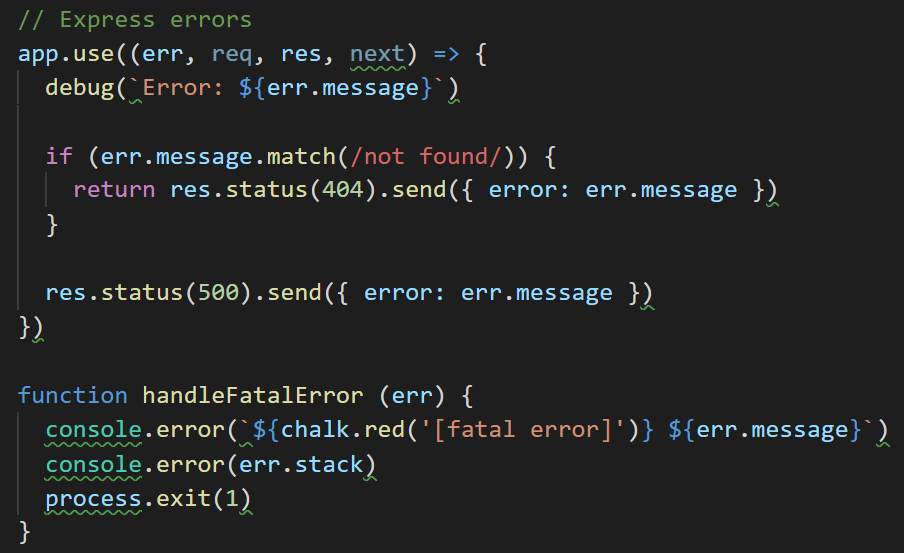 // Express errors
app.use((err, req, res, next) => {
  debug(`Error: ${err.message}`)

  if (err.message.match(/not found/)) {
    return res.status(404).send({ error: err.message })
  }

  res.status(500).send({ error: err.message })
})

function handleFatalError (err) {
  console.error(`${chalk.red('[fatal error]')} ${err.message}`)
  console.error(err.stack)
  process.exit(1)
}